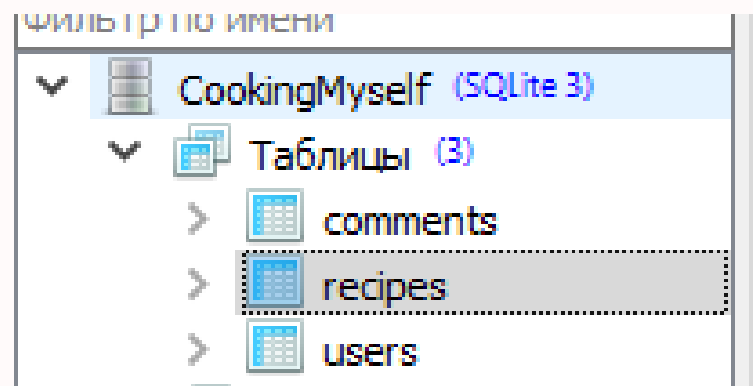 Фильтр по имени
CookingMyself (SQLite 3)
Таблицы (3)
comments
recipes
users